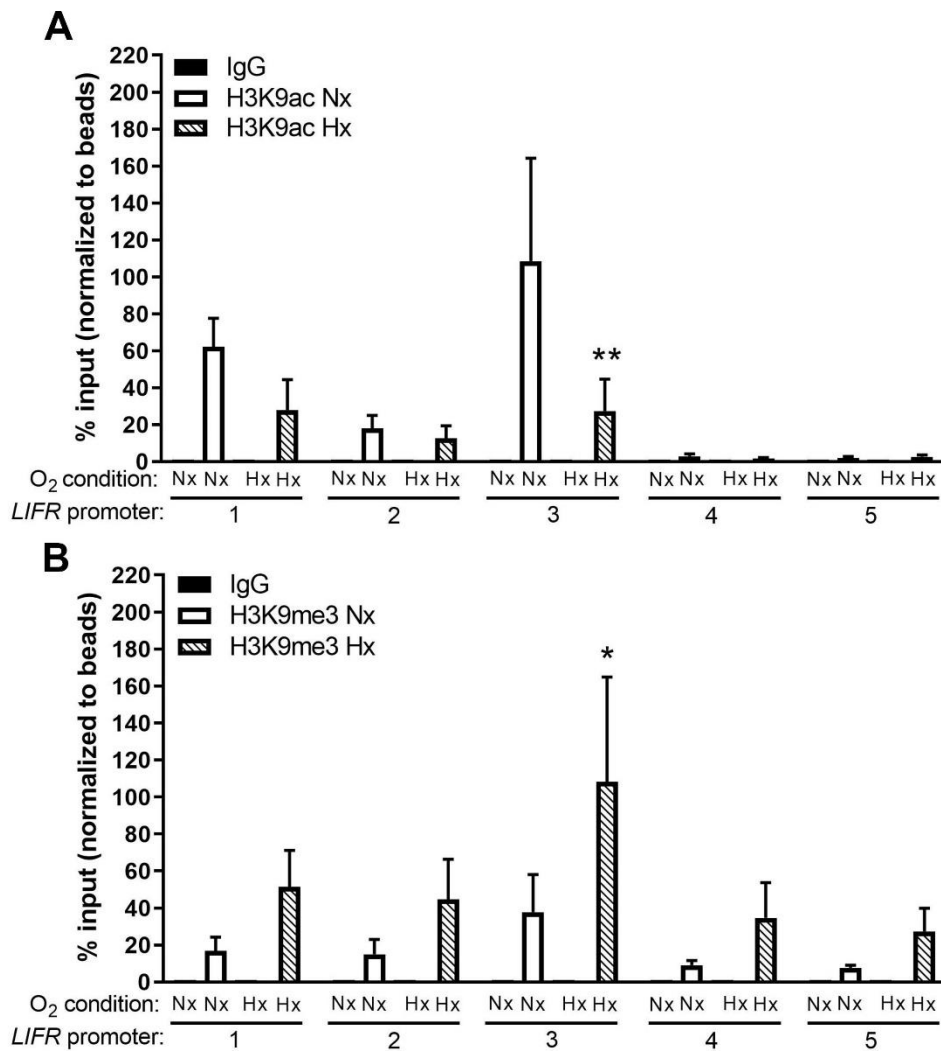 A
220
200
180
160
140
120
100
80
60
40
20
0
% input (normalized to beads)
IgG
H3K9ac Nx
H3K9ac Hx
**
O2 condition: Nx Nx Hx Hx Nx Nx Hx Hx Nx Nx Hx Hx Nx Nx Hx Hx Nx Nx Hx Hx
LIFR promoter: 1 2 3 4 5
B
220
200
180
160
140
120
100
80
60
40
20
0
% input (normalized to beads)
IgG
H3K9me3 Nx
H3K9me3 Hx
*
O2 condition: Nx Nx Hx Hx Nx Nx Hx Hx Nx Nx Hx Hx Nx Nx Hx Hx Nx Nx Hx Hx
LIFR promoter: 1 2 3 4 5